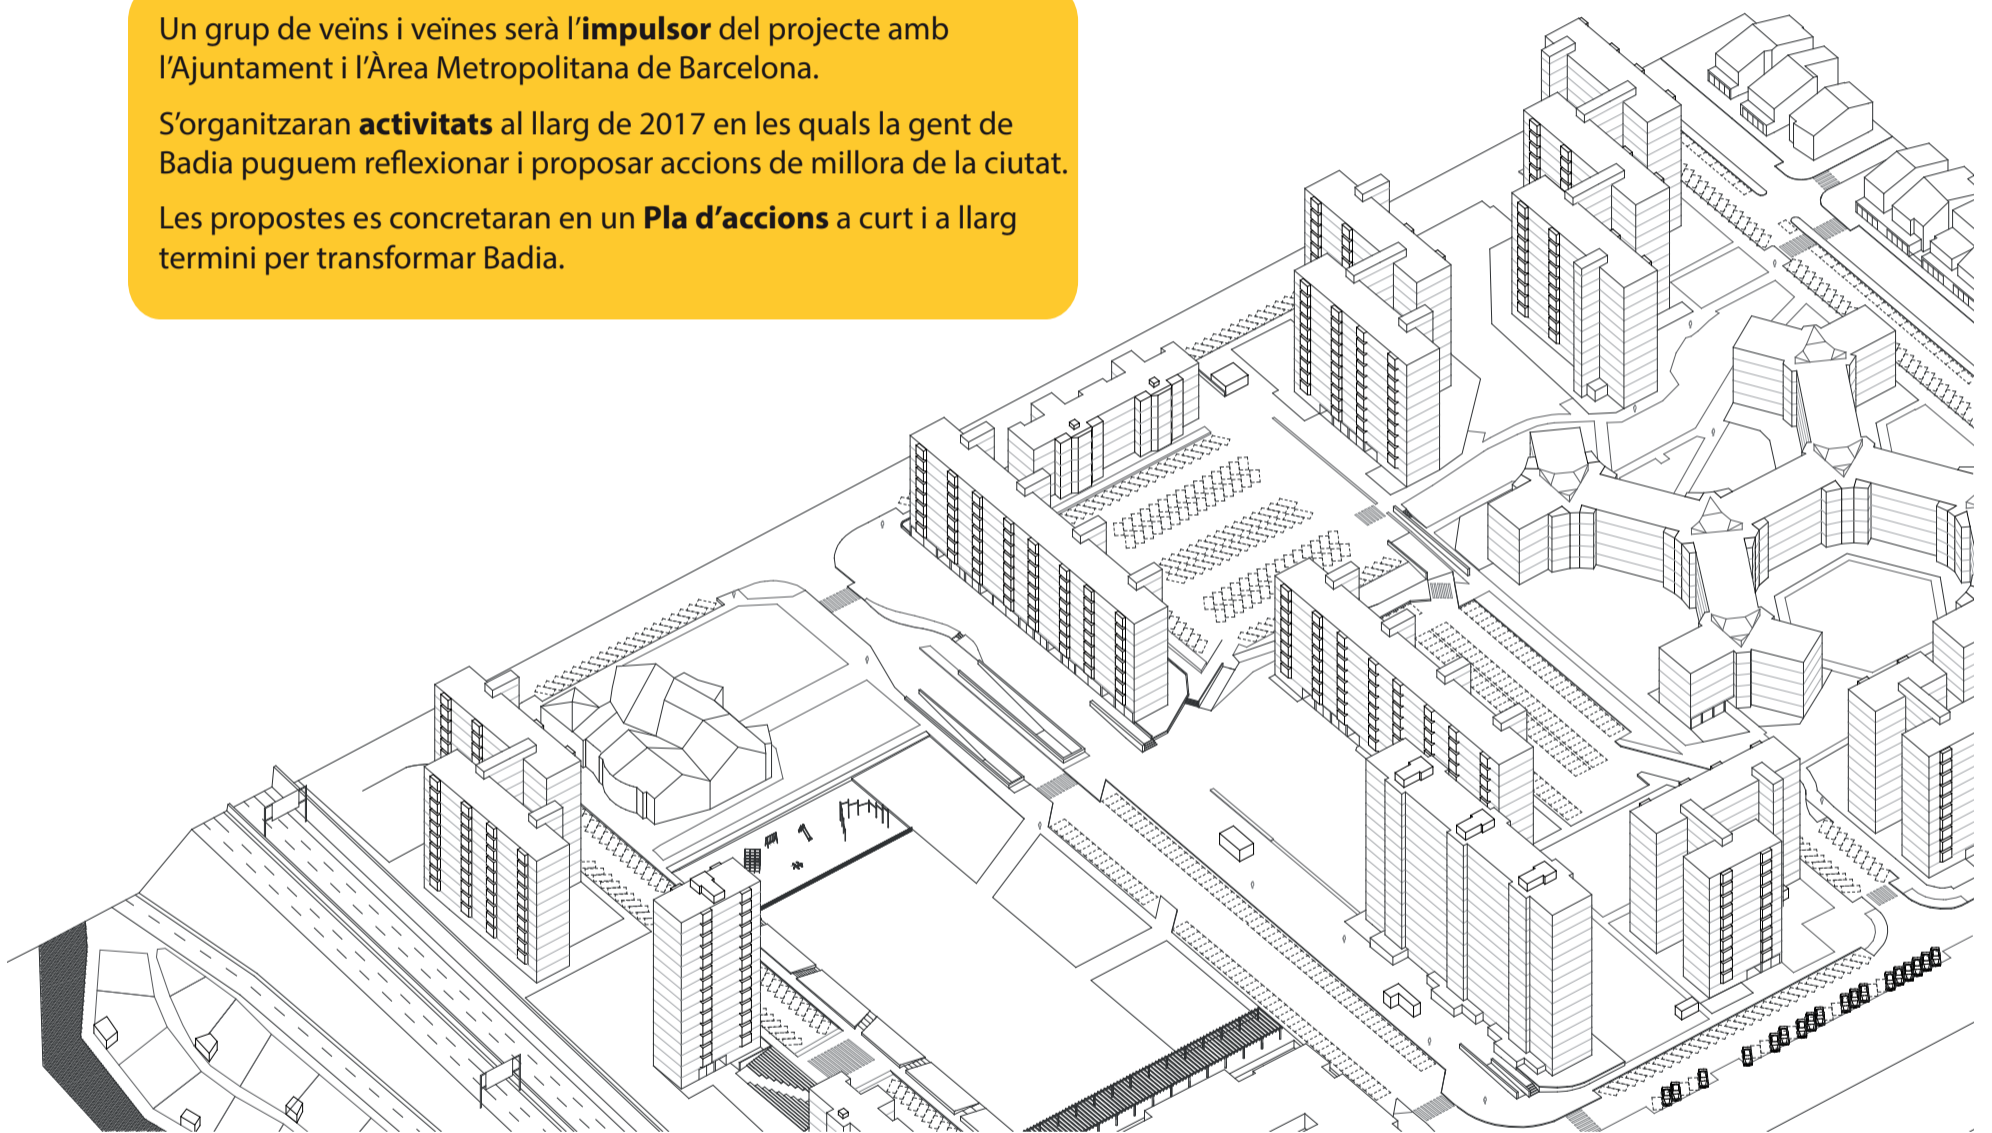 Un grup de veïns i veïnes serà l’impulsor del projecte amb
l’Ajuntament i l’Àrea Metropolitana de Barcelona.
S’organitzaran activitats al llarg de 2017 en les quals la gent de
Badia puguem reflexionar i proposar accions de millora de la ciutat.
Les propostes es concretaran en un Pla d’accions a curt i a llarg
termini per transformar Badia.